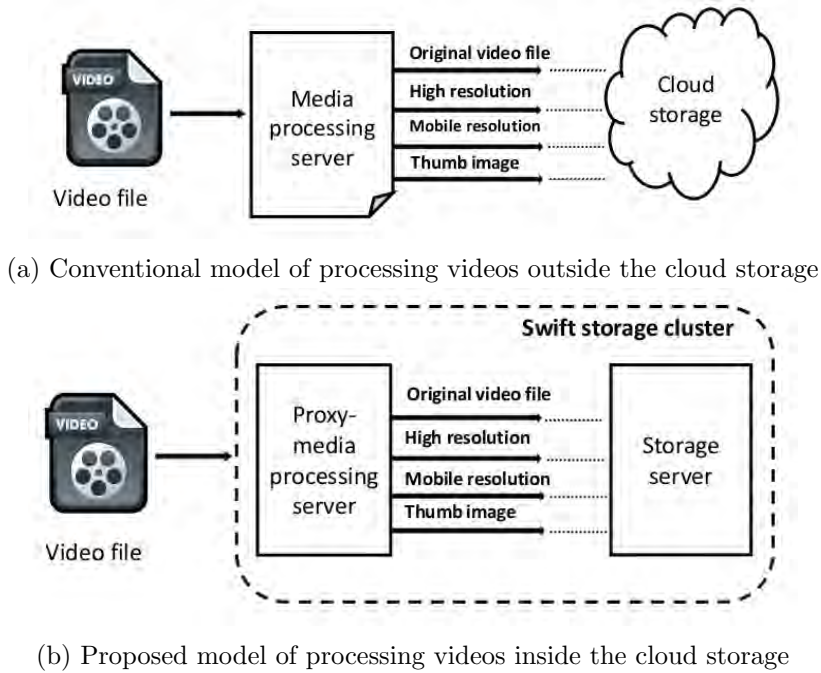 VIDEO
Video file
Media
processing
server
Original video file
High resolution
Mobile resolution
Thumb image
Cloud
storage
(a) Conventional model of processing videos outside the cloud storage
Swift storage cluster
VIDEO
Video file
Proxy-
media
processing
server
Original video file
High resolution
Mobile resolution
Thumb image
Storage
server
(b) Proposed model of processing videos inside the cloud storage